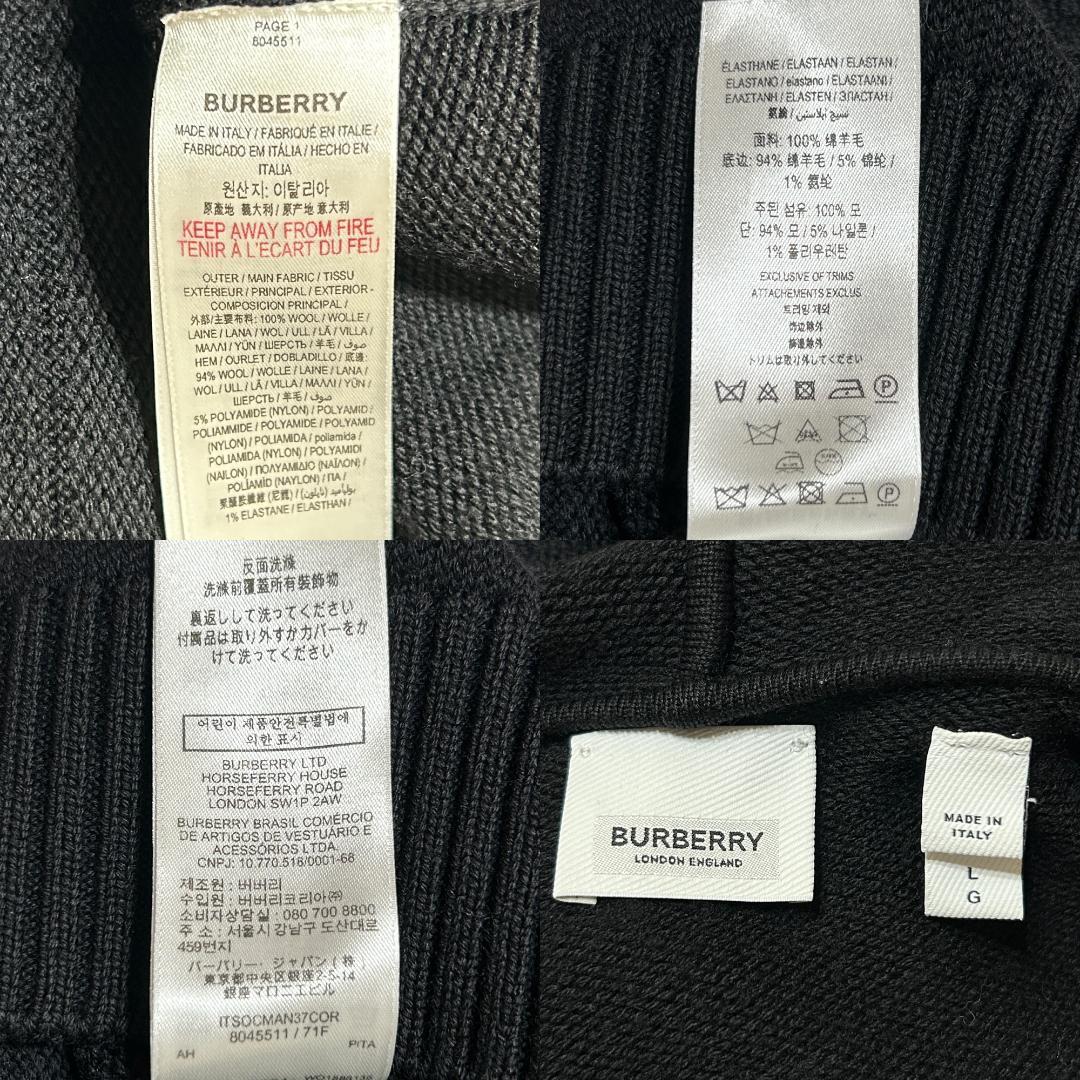 PAGE 1
8045511
BURBERRY
MADE IN ITALY / FABRIQUÉ EN ITALIE /
FABRICADO EM ITÁLIA / HECHO EN
ITALIA
원산지: 이탈리아
原產地 義大利 / 原产地 意大利
KEEP AWAY FROM FIRE
TENIR À L'ECART DU FEU
OUTER / MAIN FABRIC / TISSU
EXTÉRIEUR / PRINCIPAL / EXTERIOR -
COMPOSICION PRINCIPAL /
外部/主要布料: 100% WOOL / WOLLE /
LAINE / LANA / WOL / ULL / LÃ / VILLA /
ΜΑΛΛΙ / YÜN / ШЕРСТЬ / 羊毛 / صوف /
HEM / OURLET / DOBLADILLO / 底邊:
94% WOOL / WOLLE / LAINE / LANA /
WOL / ULL / LÃ / VILLA / ΜΑΛΛΙ / YÜN /
ШЕРСТЬ / 羊毛 / صوف /
5% POLYAMIDE (NYLON) / POLYAMID /
POLIAMMIDE / POLYAMIDE / POLYAMID
(NYLON) / POLIAMIDA / poliamida /
POLIAMIDA (NYLON) / POLYAMIDI
(NAILON) / ΠΟΛΥΑΜΙΔΙΟ (ΝΑΪΛΟΝ) /
POLİAMİD (NAYLON) / ПА /
聚醯胺纖維 (尼龍) / بولياميد (نايلون) /
1% ELASTANE / ELASTHAN /
ÉLASTHANE / ELASTAAN / ELASTAN /
ELASTANO / elastano / ELASTAANI /
ΕΛΑΣΤΑΝΗ / ELASTEN / ЭЛАСТАН /
氨綸 / نسيج إيلاستين
面料: 100% 绵羊毛
底边: 94% 绵羊毛 / 5% 锦纶 /
1% 氨纶
주된 섬유: 100% 모
단: 94% 모 / 5% 나일론 /
1% 폴리우레탄
EXCLUSIVE OF TRIMS
ATTACHEMENTS EXCLUS
트리밍 제외
饰边除外
飾邊除外
トリムは取り外してください
P
P
反面洗滌
洗滌前覆蓋所有裝飾物
裏返しして洗ってください
付属品は取り外すかカバーをか
けて洗ってください
어린이 제품안전특별법에
의한 표시
BURBERRY LTD
HORSEFERRY HOUSE
HORSEFERRY ROAD
LONDON SW1P 2AW
BURBERRY BRASIL COMÉRCIO
DE ARTIGOS DE VESTUÁRIO E
ACESSÓRIOS LTDA.
CNPJ: 10.770.518/0001-68
제조원 : 버버리
수입원 : 버버리코리아㈜
소비자상담실 : 080 700 8800
주 소 : 서울시 강남구 도산대로
459번지
バーバリー・ジャパン ( 株
東京都中央区銀座2-5-14
銀座マロニエビル
ITSOCMAN37COR
8045511 / 71F
AH PITA
BURBERRY
LONDON ENGLAND
MADE IN
ITALY
L
G